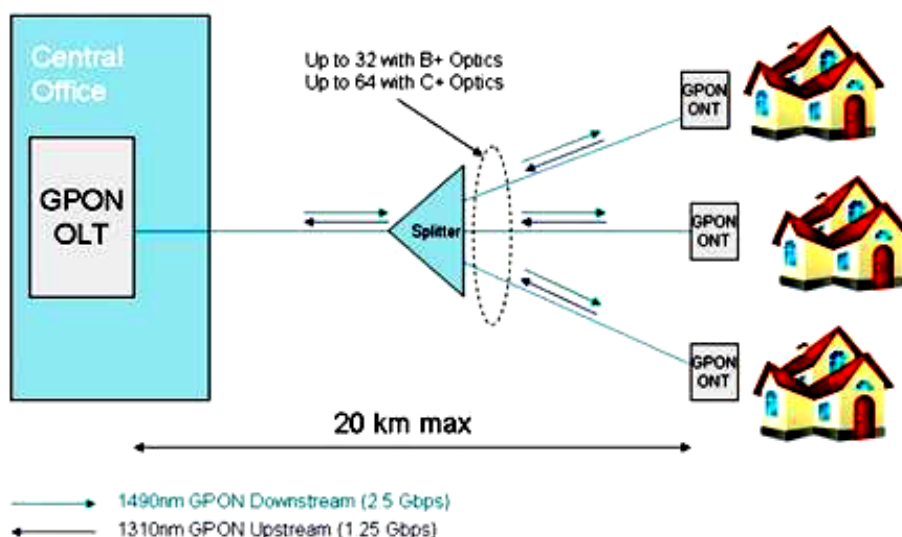 Central
Office
GPON
OLT
Up to 32 with B+ Optics
Up to 64 with C+ Optics
Splitter
GPON
ONT
GPON
ONT
GPON
ONT
20 km max
1490nm GPON Downstream (2.5 Gbps)
1310nm GPON Upstream (1.25 Gbps)